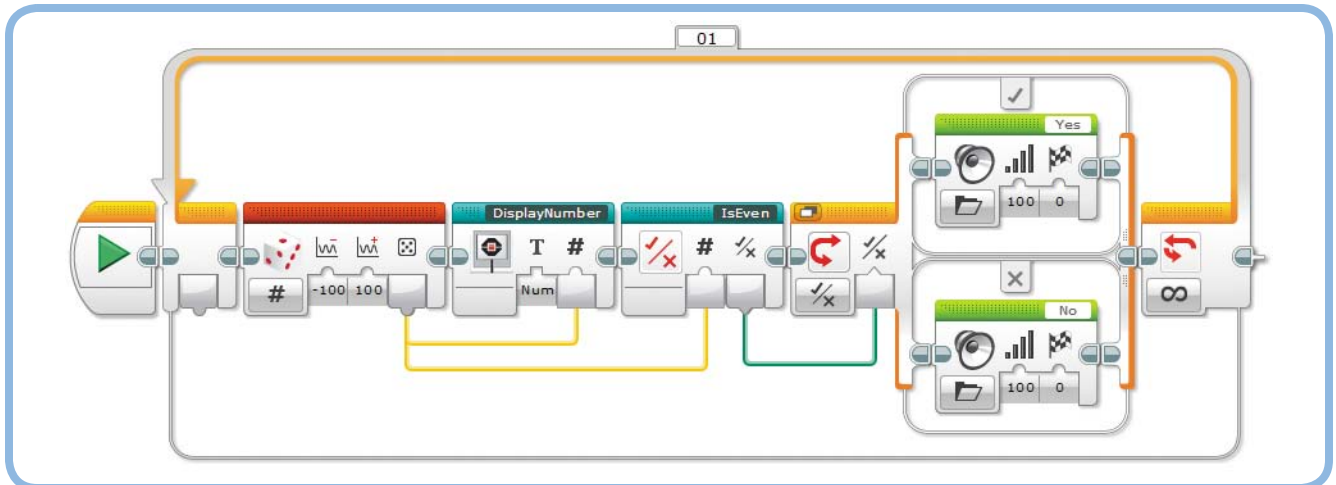 01
Yes
DisplayNumber
IsEven
T #
#
100 0
# -100 100
Num
∞
No
100 0